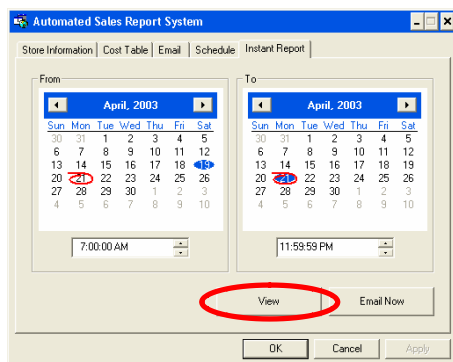 Automated Sales Report System
Store Information Cost Table Email Schedule Instant Report
From To
April, 2003 April, 2003
Sun Mon Tue Wed Thu Fri Sat Sun Mon Tue Wed Thu Fri Sat
30 31 1 2 3 4 5 30 31 1 2 3 4 5
6 7 8 9 10 11 12 6 7 8 9 10 11 12
13 14 15 16 17 18 19 13 14 15 16 17 18 19
20 21 22 23 24 25 26 20 21 22 23 24 25 26
27 28 29 30 1 2 3 27 28 29 30 1 2 3
4 5 6 7 8 9 10 4 5 6 7 8 9 10
7:00:00 AM 11:59:59 PM
View Email Now
OK Cancel Apply